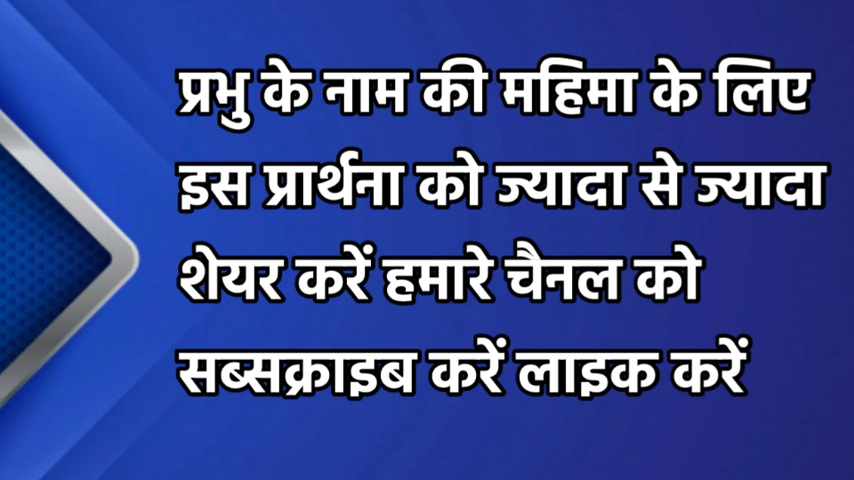 प्रभु के नाम की महिमा के लिए
इस प्रार्थना को ज्यादा से ज्यादा
शेयर करें हमारे चैनल को
सब्सक्राइब करें लाइक करें